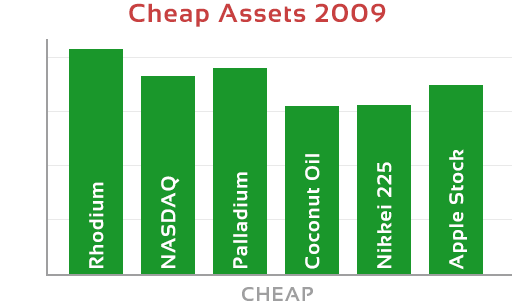 Cheap Assets 2009
Rhodium
NASDAQ
Palladium
Coconut Oil
Nikkei 225
Apple Stock
CHEAP